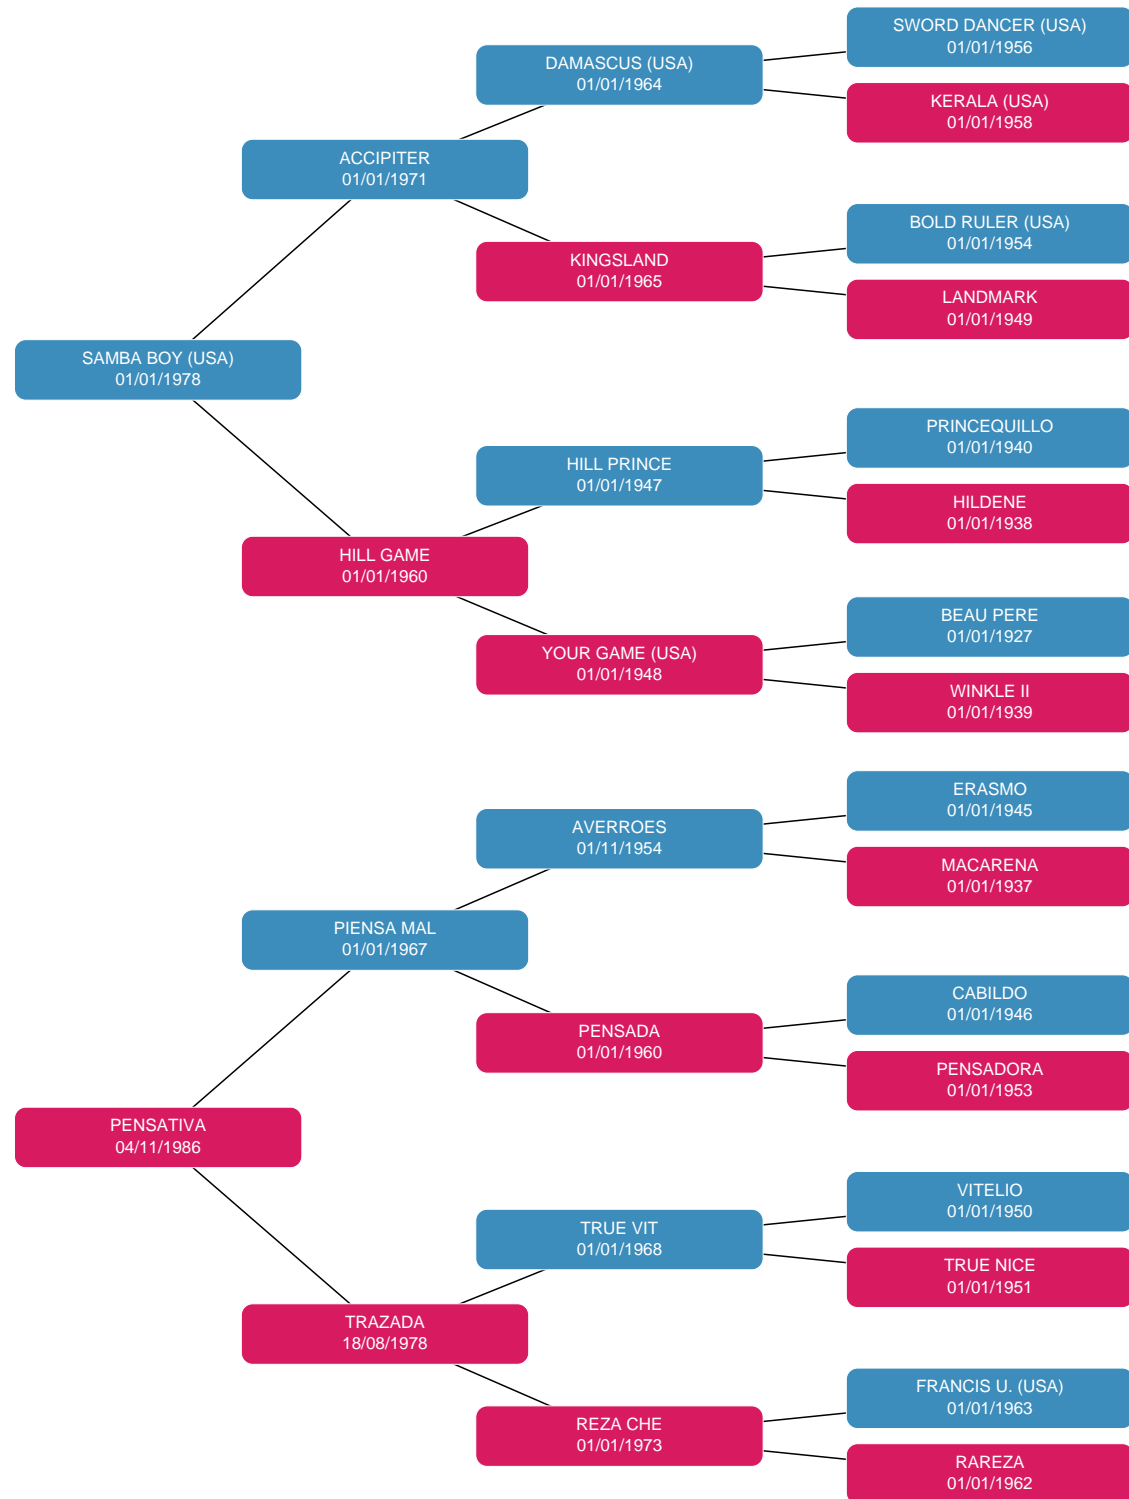 SWORD DANCER (USA)
01/01/1956
DAMASCUS (USA)
01/01/1964
KERALA (USA)
01/01/1958
ACCIPITER
01/01/1971
BOLD RULER (USA)
01/01/1954
KINGSLAND
01/01/1965
LANDMARK
01/01/1949
SAMBA BOY (USA)
01/01/1978
PRINCEQUILLO
01/01/1940
HILL PRINCE
01/01/1947
HILDENE
01/01/1938
HILL GAME
01/01/1960
BEAU PERE
01/01/1927
YOUR GAME (USA)
01/01/1948
WINKLE II
01/01/1939
ERASMO
01/01/1945
AVERROES
01/11/1954
MACARENA
01/01/1937
PIENSA MAL
01/01/1967
CABILDO
01/01/1946
PENSADA
01/01/1960
PENSADORA
01/01/1953
PENSATIVA
04/11/1986
VITELIO
01/01/1950
TRUE VIT
01/01/1968
TRUE NICE
01/01/1951
TRAZADA
18/08/1978
FRANCIS U. (USA)
01/01/1963
REZA CHE
01/01/1973
RAREZA
01/01/1962